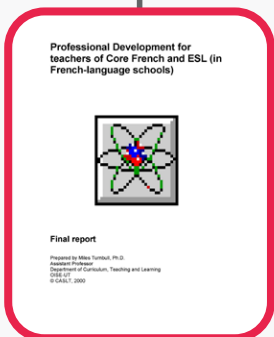 Professional Development for
teachers of Core French and ESL (in
French-language schools)
Final report
Prepared by Miles Turnbull, Ph.D.
Assistant Professor
Department of Curriculum, Teaching and Learning
OISE-UT
© CASLT, 2000